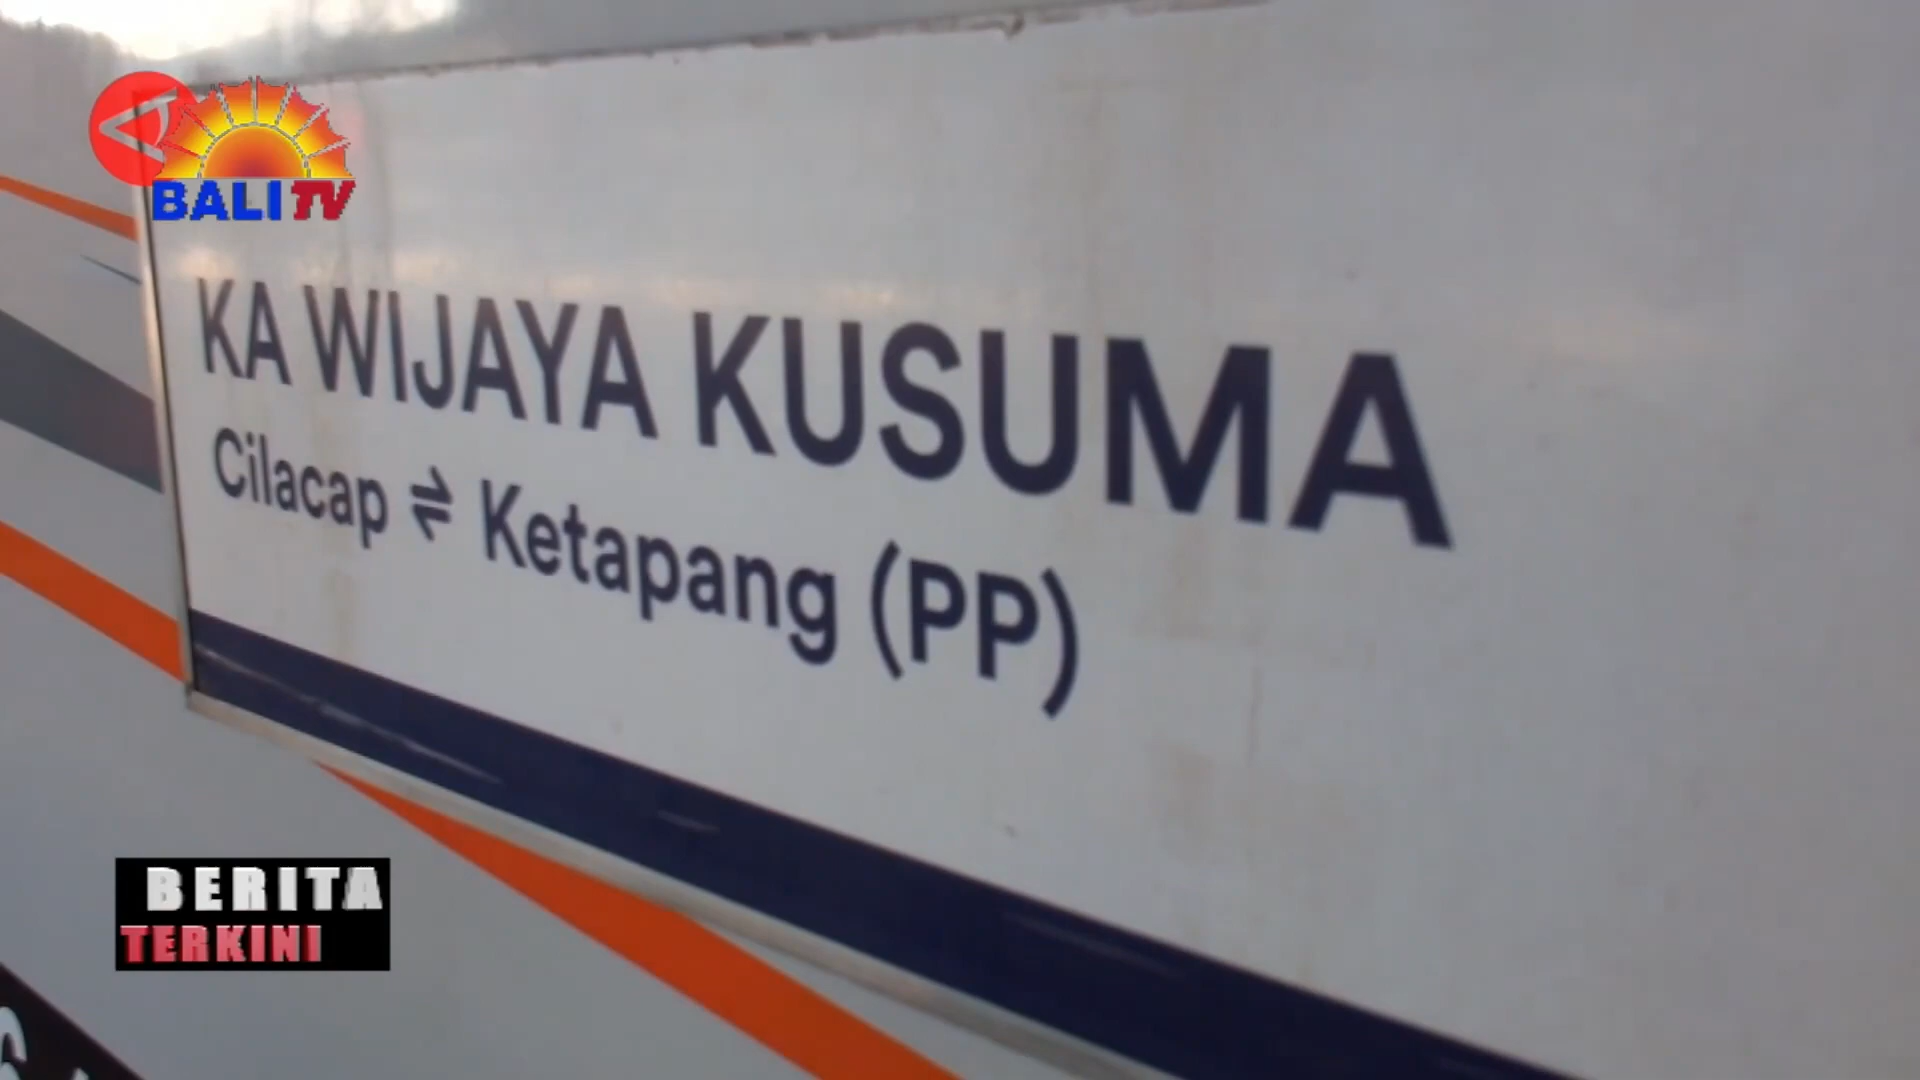 BALI TV
KA WIJAYA KUSUMA
Cilacap ⇌ Ketapang (PP)
BERITA
TERKINI